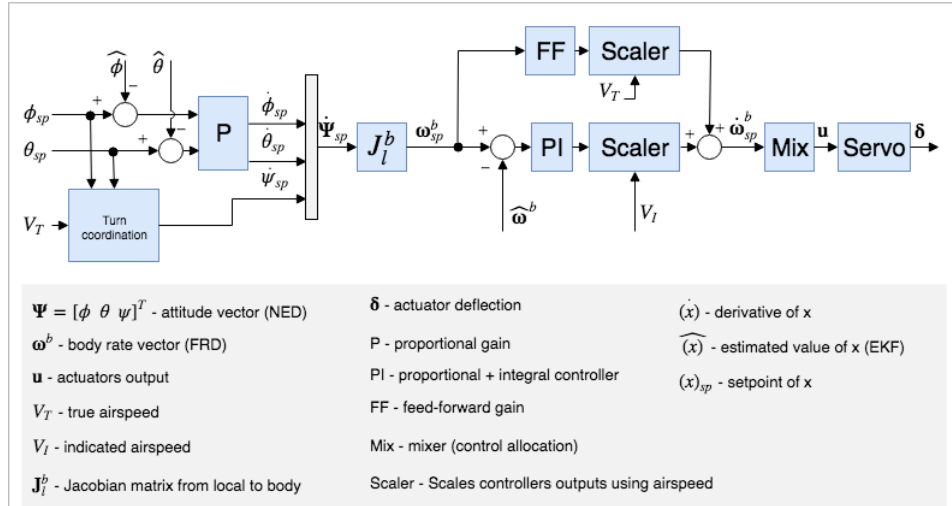 φ̂ θ̂
FF Scaler
V_T
φ_sp + −
θ_sp + −
P
φ̇_sp
θ̇_sp
ψ̇_sp
Ψ̇_sp
J_l^b
ω_sp^b
+ −
PI Scaler
+ +
ω̇_sp^b
Mix
u
Servo
δ
V_T
Turn
coordination
ω̂^b
V_I
Ψ = [φ θ ψ]^T - attitude vector (NED)
ω^b - body rate vector (FRD)
u - actuators output
V_T - true airspeed
V_I - indicated airspeed
J_l^b - Jacobian matrix from local to body
δ - actuator deflection
P - proportional gain
PI - proportional + integral controller
FF - feed-forward gain
Mix - mixer (control allocation)
Scaler - Scales controllers outputs using airspeed
(ẋ) - derivative of x
(x)̂ - estimated value of x (EKF)
(x)_sp - setpoint of x